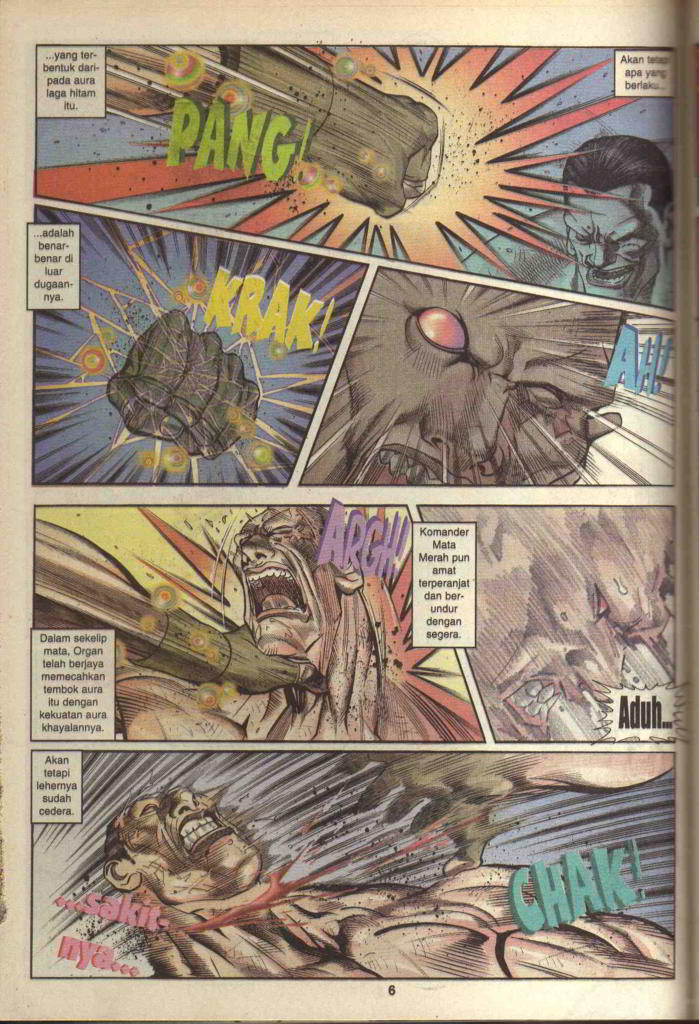 ...yang ter-
bentuk dari-
pada aura
laga hitam
itu.
PANG!
Akan tetapi
apa yang
berlaku...
...adalah
benar-
benar di
luar
dugaan-
nya.
KRAK!
AH!
ARGH!
Komander
Mata
Merah pun
amat
terperanjat
dan ber-
undur
dengan
segera.
Dalam sekelip
mata, Organ
telah berjaya
memecahkan
tembok aura
itu dengan
kekuatan aura
khayalannya.
Aduh...
Akan
tetapi
lehernya
sudah
cedera.
...sakit-
nya...
CHAK!
6